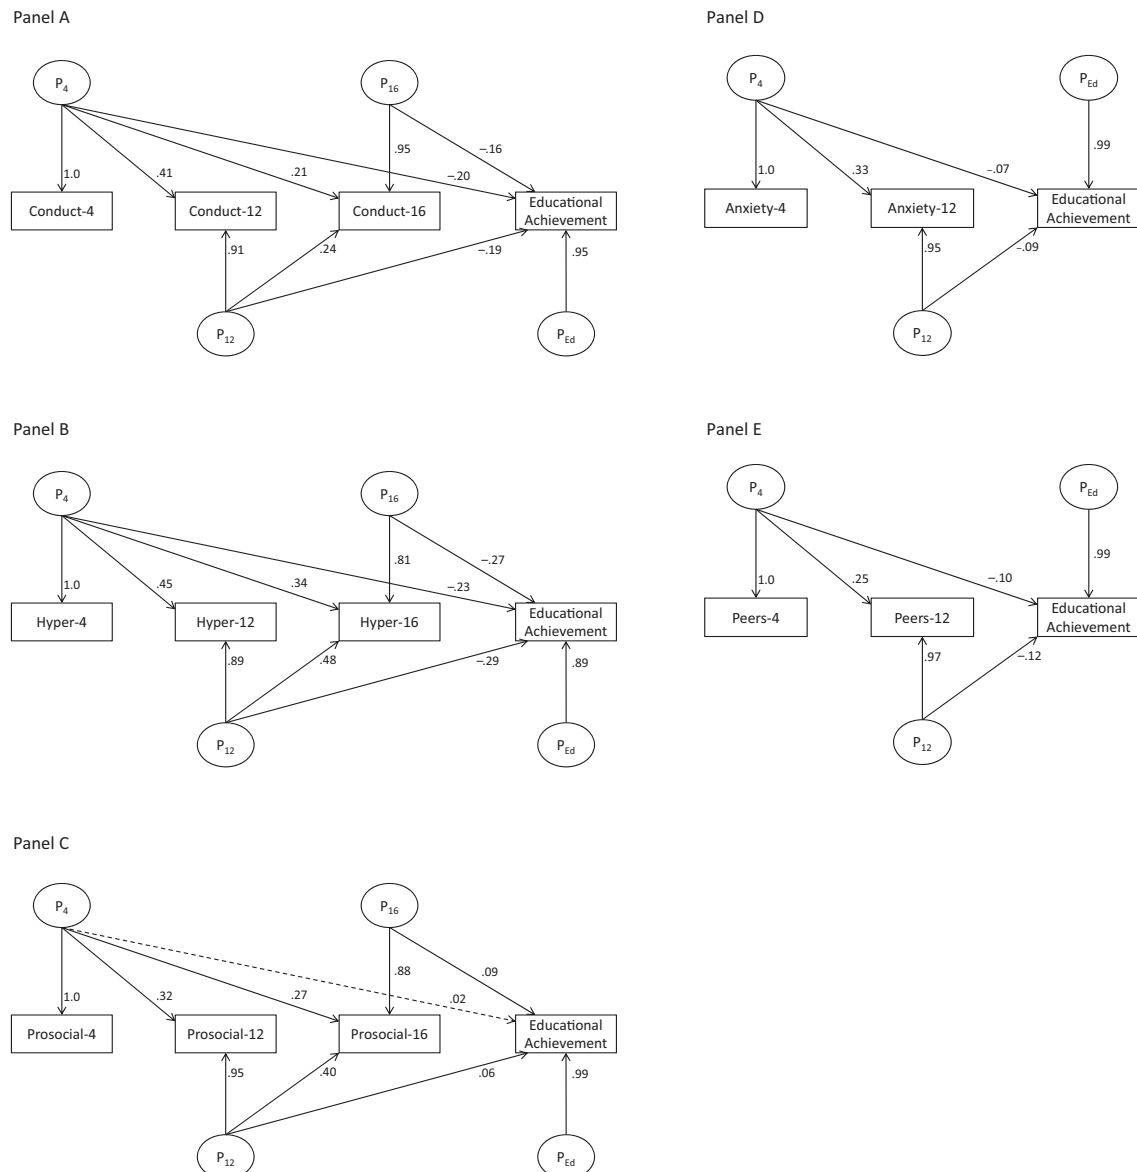 Panel A
P4
P16
1.0
.41
.21
.95
–.16
–.20
Conduct-4
Conduct-12
Conduct-16
Educational
Achievement
.91
.24
–.19
.95
P12
PEd
Panel B
P4
P16
1.0
.45
.34
.81
–.27
–.23
Hyper-4
Hyper-12
Hyper-16
Educational
Achievement
.89
.48
–.29
.89
P12
PEd
Panel C
P4
P16
1.0
.32
.27
.88
.09
.02
Prosocial-4
Prosocial-12
Prosocial-16
Educational
Achievement
.95
.40
.06
.99
P12
PEd
Panel D
P4
PEd
1.0
.33
–.07
.99
Anxiety-4
Anxiety-12
Educational
Achievement
.95
–.09
P12
Panel E
P4
PEd
1.0
.25
–.10
.99
Peers-4
Peers-12
Educational
Achievement
.97
–.12
P12